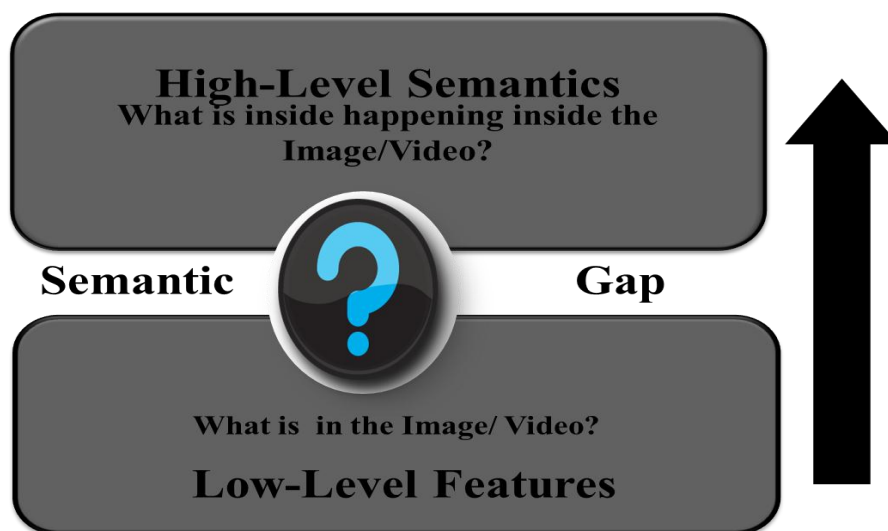 High-Level Semantics
What is inside happening inside the
Image/Video?
Semantic Gap
?
What is in the Image/ Video?
Low-Level Features